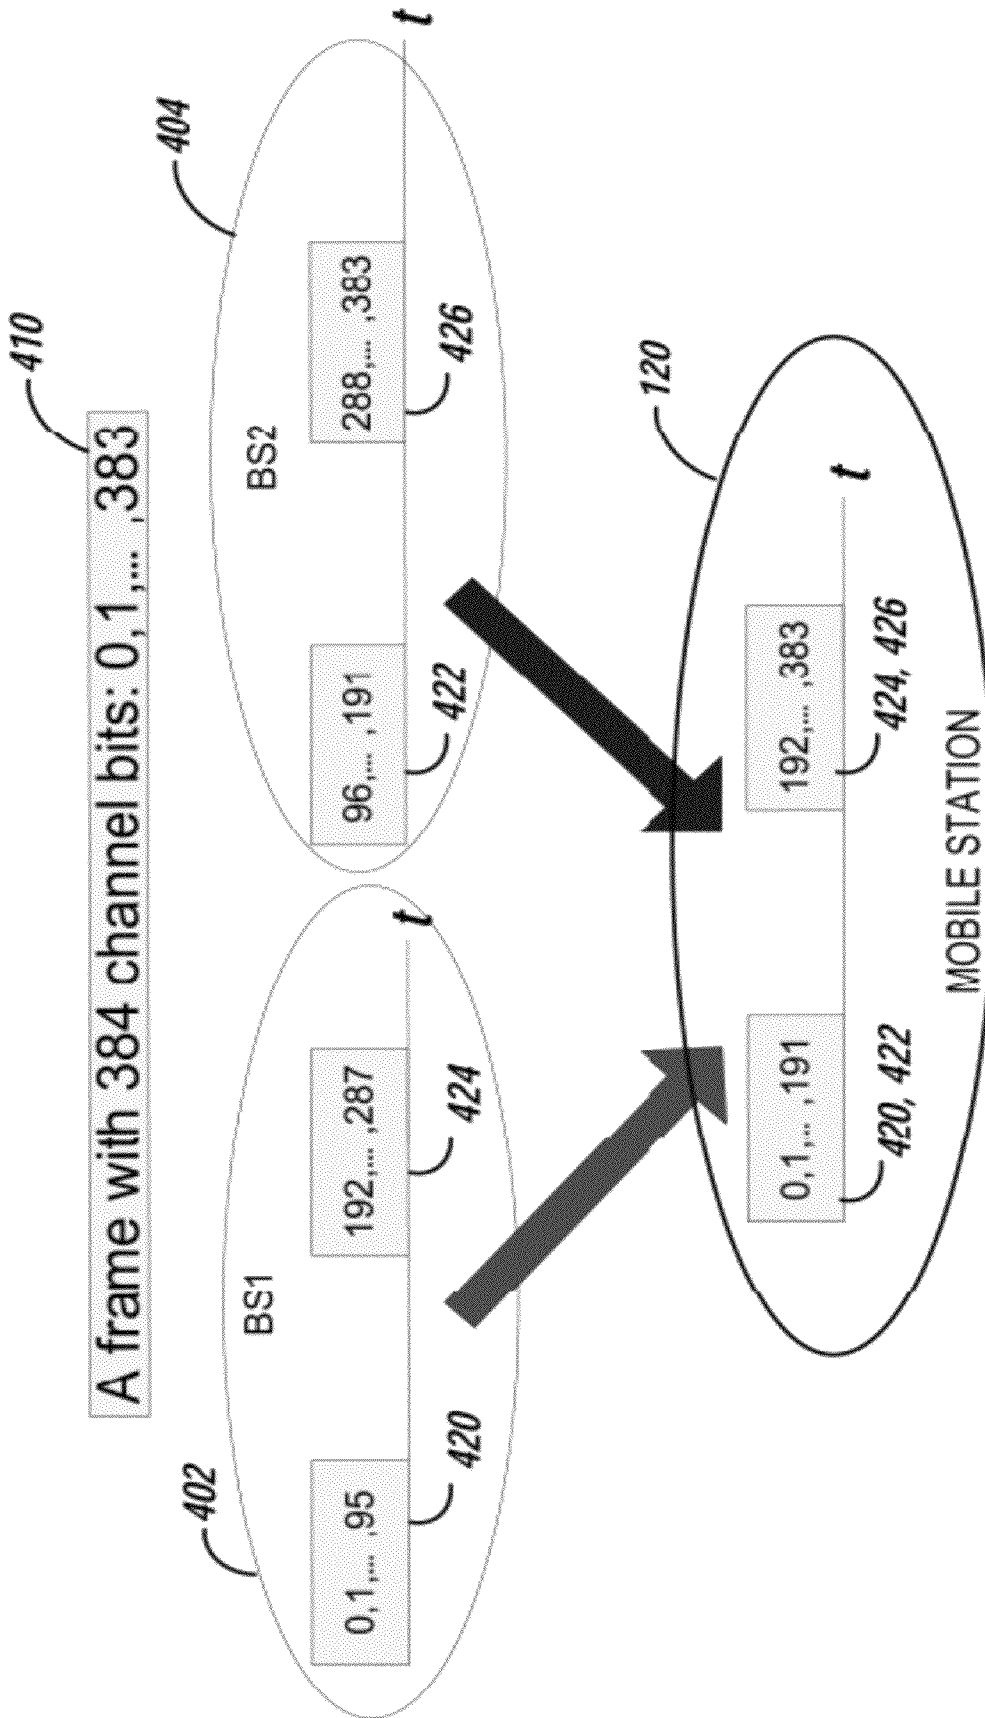 410
A frame with 384 channel bits: 0,1,... ,383
402
404
BS1
BS2
0,1,... ,95
192,... ,287
t
96,... ,191
288,... ,383
t
420
424
422
426
120
0,1,... ,191
192,... ,383
t
420, 422
424, 426
MOBILE STATION